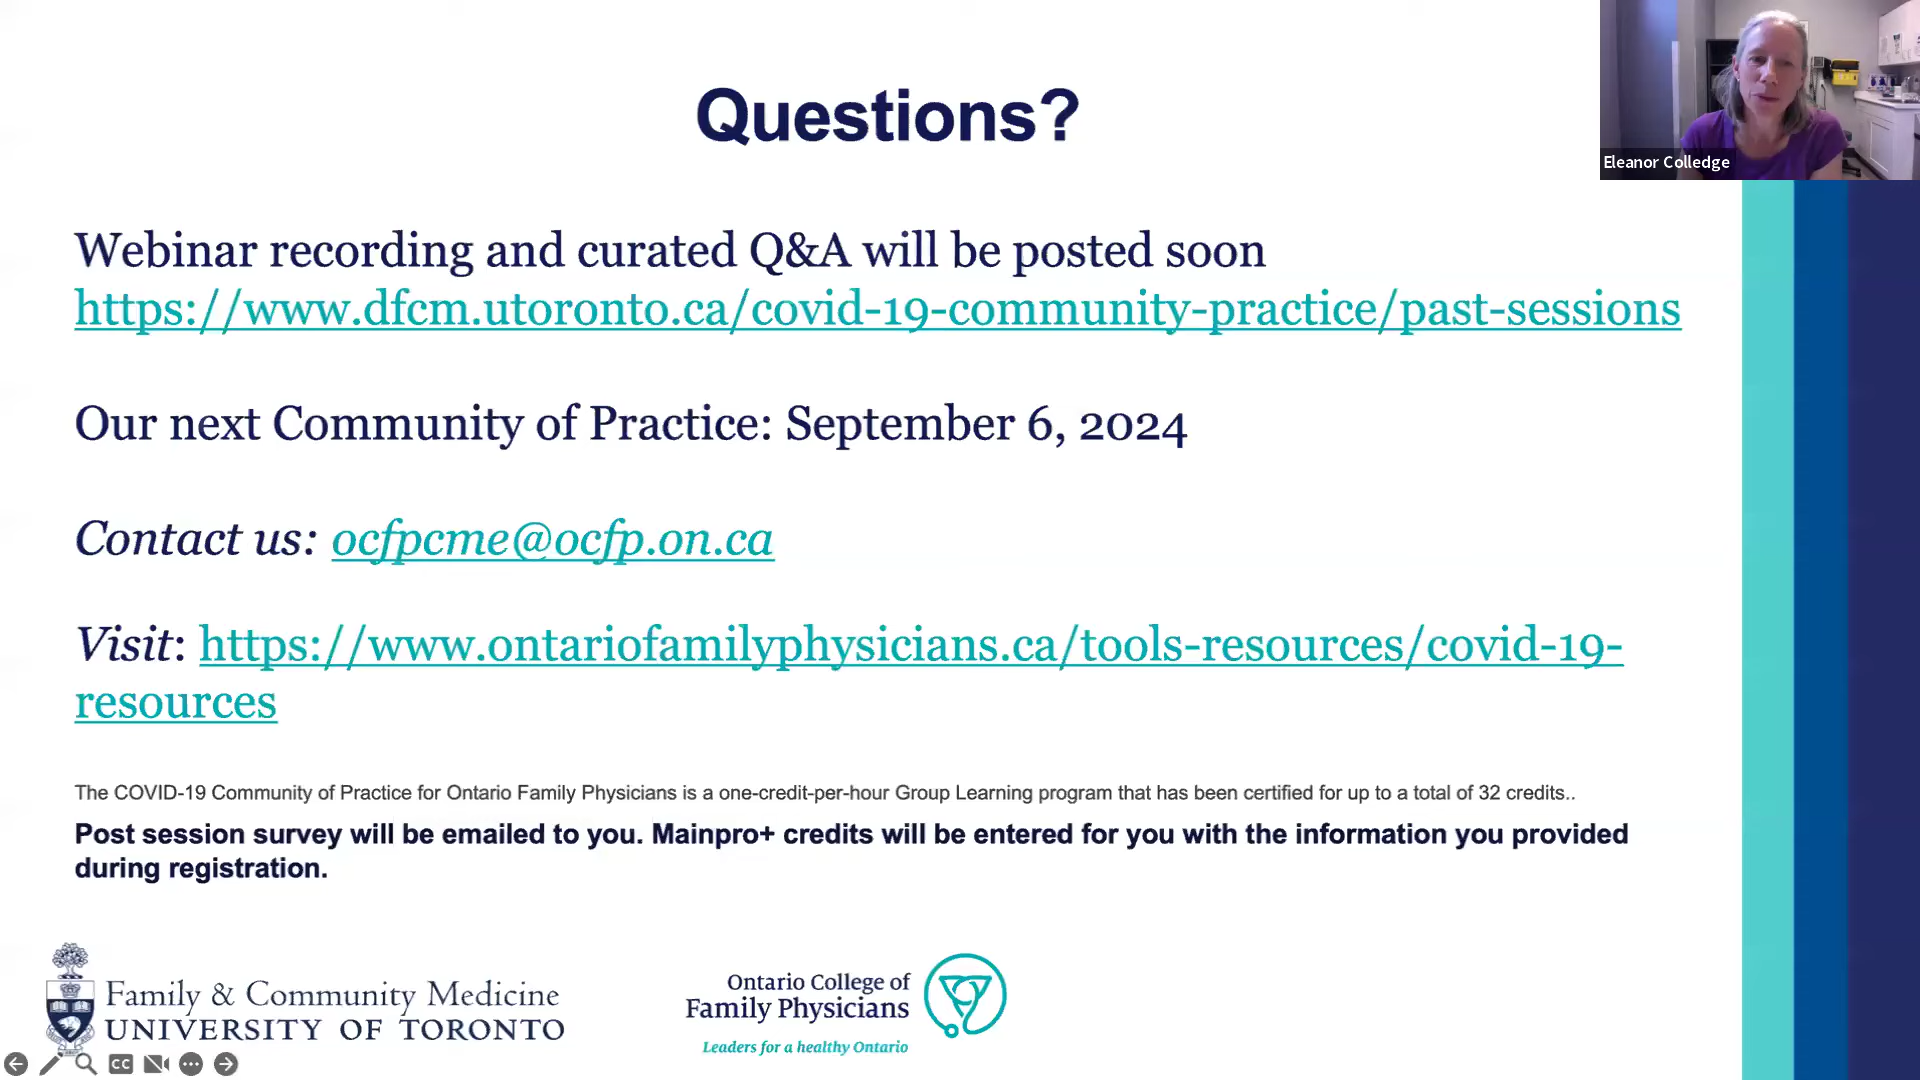 Questions?
Eleanor Colledge
Webinar recording and curated Q&A will be posted soon
https://www.dfcm.utoronto.ca/covid-19-community-practice/past-sessions
Our next Community of Practice: September 6, 2024
Contact us: ocfpcme@ocfp.on.ca
Visit: https://www.ontariofamilyphysicians.ca/tools-resources/covid-19-
resources
The COVID-19 Community of Practice for Ontario Family Physicians is a one-credit-per-hour Group Learning program that has been certified for up to a total of 32 credits..
Post session survey will be emailed to you. Mainpro+ credits will be entered for you with the information you provided
during registration.
Family & Community Medicine
UNIVERSITY OF TORONTO
Ontario College of
Family Physicians
Leaders for a healthy Ontario
CC